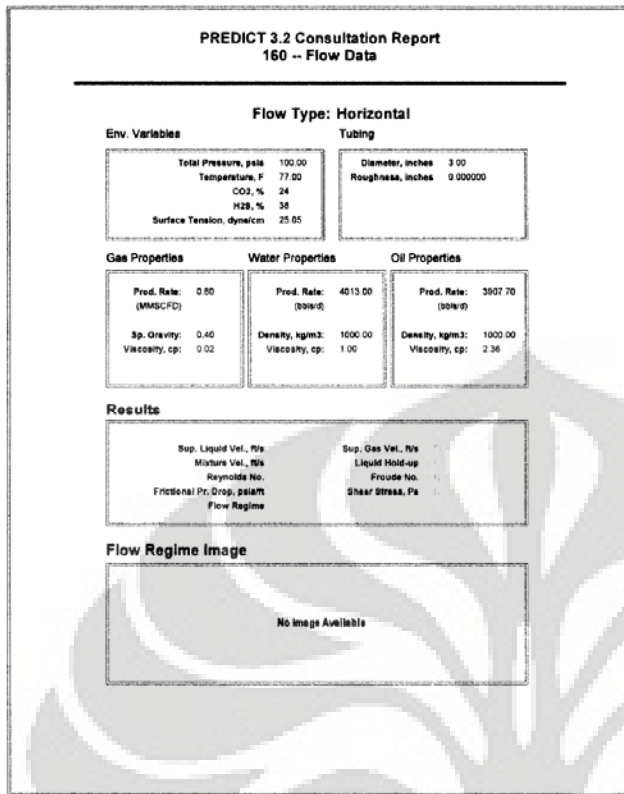 PREDICT 3.2 Consultation Report
160 -- Flow Data
Flow Type: Horizontal
Env. Variables Tubing
Total Pressure, psia 100.00 Diameter, inches 3.00
Temperature, F 77.00 Roughness, inches 0.000000
CO2, % 24
H2S, % 38
Surface Tension, dyne/cm 25.05
Gas Properties Water Properties Oil Properties
Prod. Rate: 0.80 Prod. Rate: 4013.00 Prod. Rate: 3907.70
(MMSCFD) (bbls/d) (bbls/d)
Sp. Gravity: 0.40 Density, kg/m3: 1000.00 Density, kg/m3: 1000.00
Viscosity, cp: 0.02 Viscosity, cp: 1.00 Viscosity, cp: 2.36
Results
Sup. Liquid Vel., ft/s Sup. Gas Vel., ft/s
Mixture Vel., ft/s Liquid Hold-up
Reynolds No. Froude No.
Frictional Pr. Drop, psia/ft Shear Stress, Pa
Flow Regime
Flow Regime Image
No Image Available